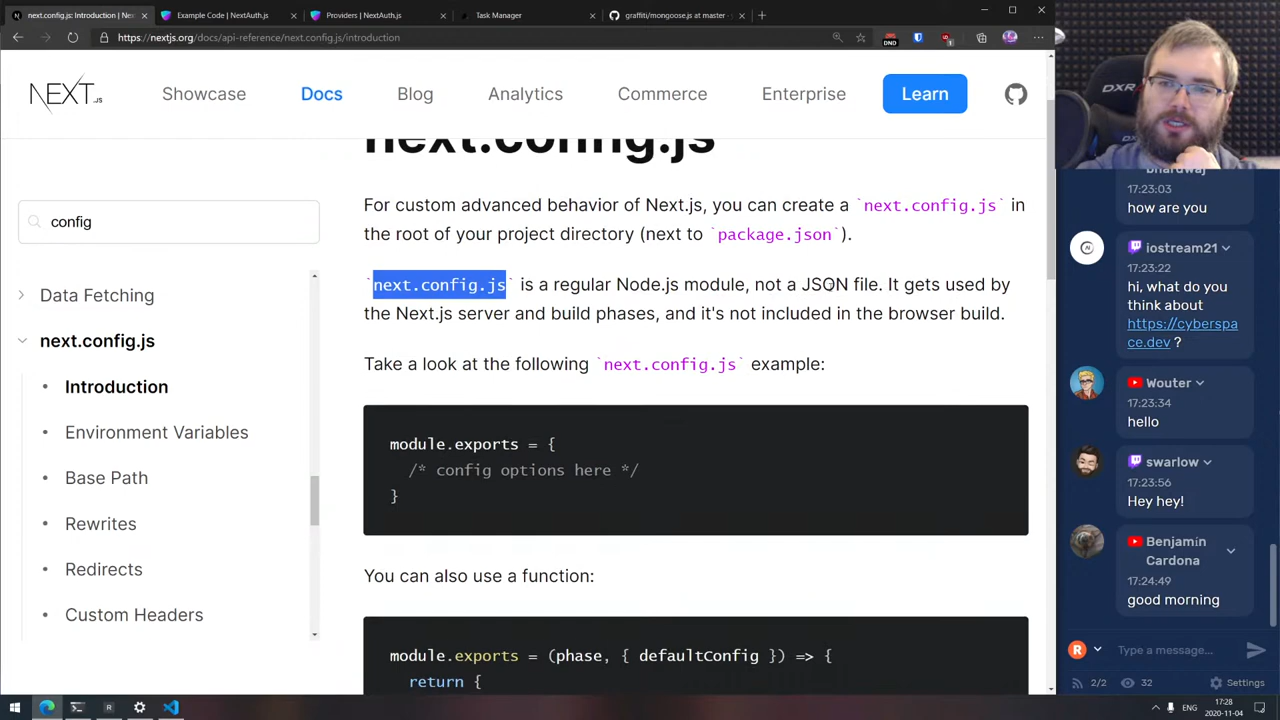 next.config.js: Introduction | Nex
Example Code | NextAuth.js
Providers | NextAuth.js
Task Manager
graffiti/mongoose.js at master ·
https://nextjs.org/docs/api-reference/next.config.js/introduction
DND
1
NEXT.JS
Showcase
Docs
Blog
Analytics
Commerce
Enterprise
Learn
config
Data Fetching
next.config.js
Introduction
Environment Variables
Base Path
Rewrites
Redirects
Custom Headers
next.config.js
For custom advanced behavior of Next.js, you can create a `next.config.js` in
the root of your project directory (next to `package.json`).
`next.config.js` is a regular Node.js module, not a JSON file. It gets used by
the Next.js server and build phases, and it's not included in the browser build.
Take a look at the following `next.config.js` example:
module.exports = {
/* config options here */
}
You can also use a function:
module.exports = (phase, { defaultConfig }) => {
return {
DXR
bhardwaj
17:23:03
how are you
iostream21
17:23:22
hi, what do you
think about
https://cyberspa
ce.dev ?
Wouter
17:23:34
hello
swarlow
17:23:56
Hey hey!
Benjamín
Cardona
17:24:49
good morning
R
Type a message...
2/2
32
Settings
R
ENG
17:28
2020-11-04